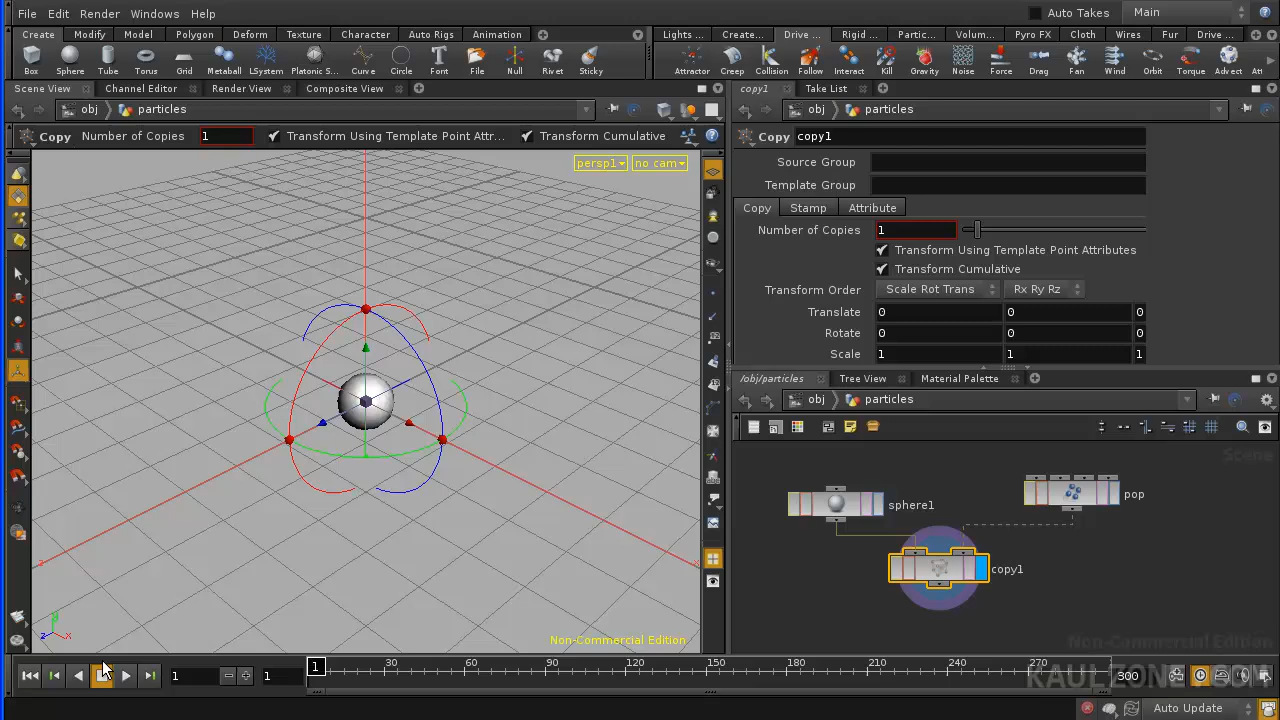 File Edit Render Windows Help Auto Takes Main
Create Modify Model Polygon Deform Texture Character Auto Rigs Animation Lights ... Create... Drive ... Rigid ... Partic... Volum... Pyro FX Cloth Wires Fur Drive ...
Box Sphere Tube Torus Grid Metaball LSystem Platonic S... Curve Circle Font File Null Rivet Sticky Attractor Creep Collision Follow Interact Kill Gravity Noise Force Drag Fan Wind Orbit Torque Advect
Scene View Channel Editor Render View Composite View copy1 Take List
obj particles obj particles
Copy Number of Copies 1 Transform Using Template Point Attr... Transform Cumulative Copy copy1
persp1 no cam
Source Group
Template Group
Copy Stamp Attribute
Number of Copies 1
Transform Using Template Point Attributes
Transform Cumulative
Transform Order Scale Rot Trans Rx Ry Rz
Translate 0 0 0
Rotate 0 0 0
Scale 1 1 1
/obj/particles Tree View Material Palette
obj particles
Scene
sphere1
pop
copy1
Non-Commercial Edition
Non-Commercial Edition
z x
y z x
1 1 1 30 60 90 120 150 180 210 240 270 300
Auto Update